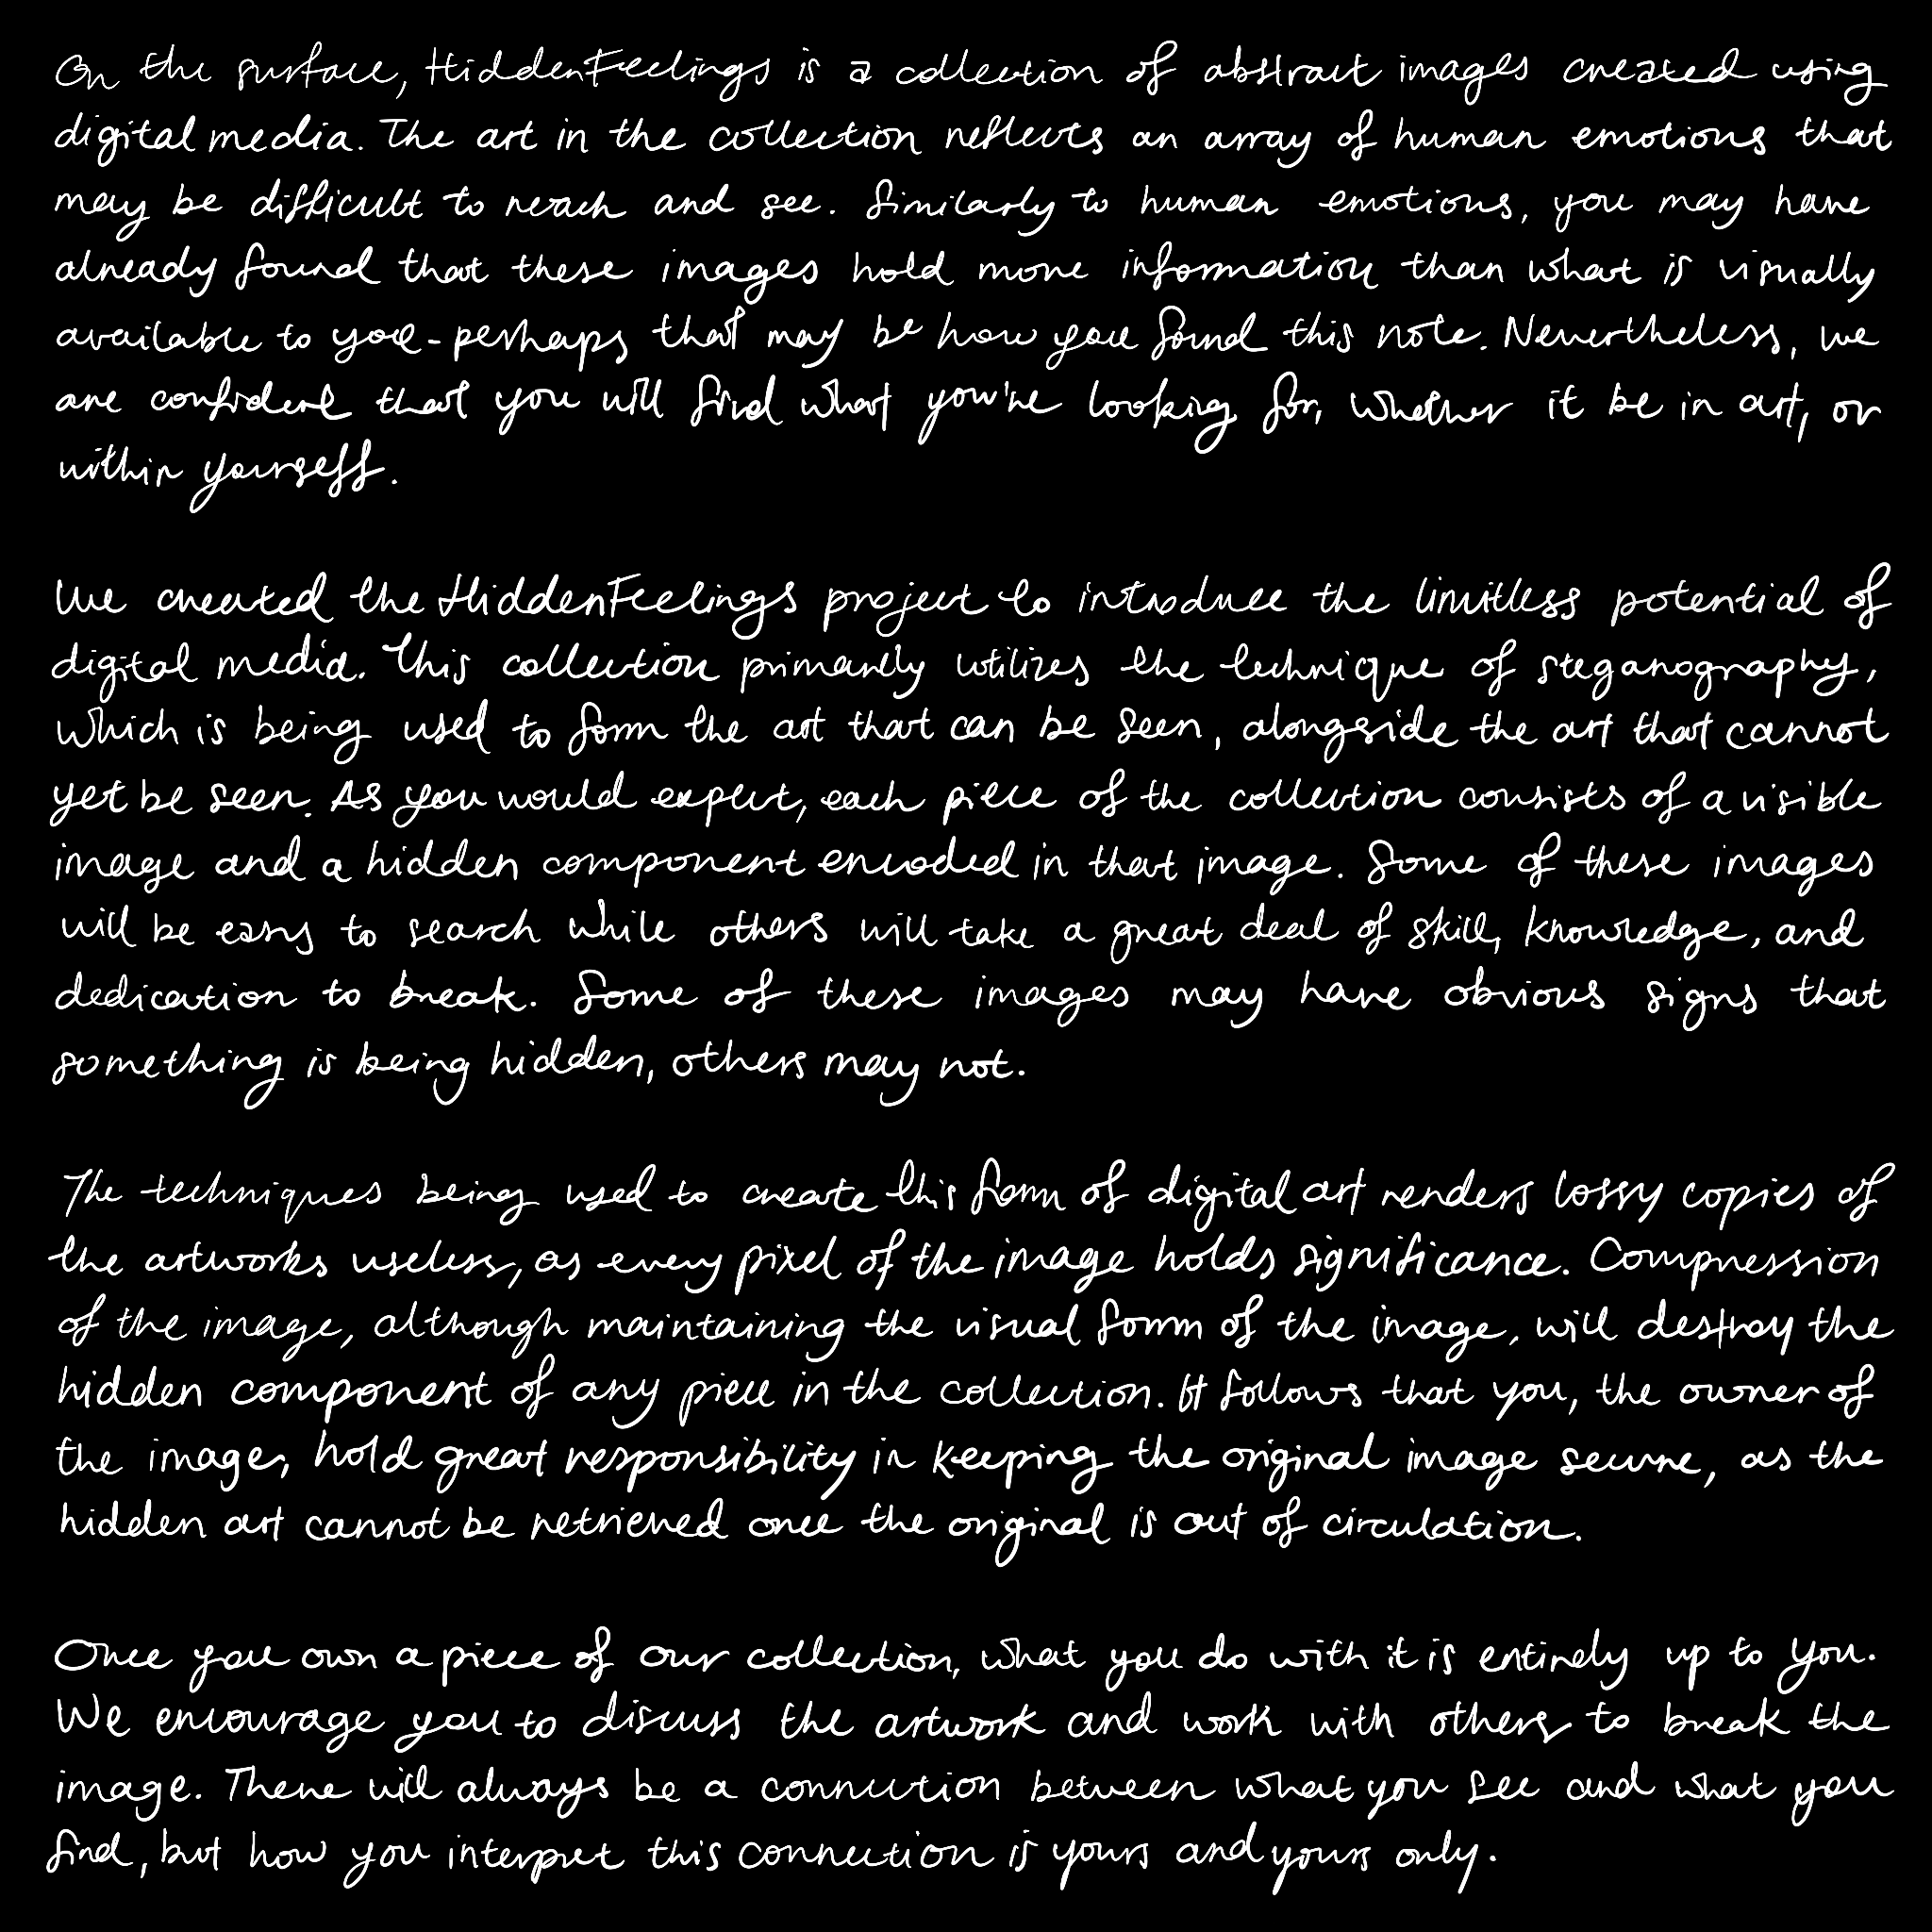 On the surface, HiddenFeelings is a collection of abstract images created using
digital media. The art in the collection reflects an array of human emotions that
may be difficult to reach and see. Similarly to human emotions, you may have
already found that these images hold more information than what is visually
available to you - perhaps that may be how you found this note. Nevertheless, we
are confident that you will find what you're looking for, whether it be in art, or
within yourself.
We created the HiddenFeelings project to introduce the limitless potential of
digital media. This collection primarily utilizes the technique of steganography,
which is being used to form the art that can be seen, alongside the art that cannot
yet be seen. As you would expect, each piece of the collection consists of a visible
image and a hidden component encoded in that image. Some of these images
will be easy to search while others will take a great deal of skill, knowledge, and
dedication to break. Some of these images may have obvious signs that
something is being hidden, others may not.
The techniques being used to create this form of digital art renders lossy copies of
the artworks useless, as every pixel of the image holds significance. Compression
of the image, although maintaining the visual form of the image, will destroy the
hidden component of any piece in the collection. It follows that you, the owner of
the image, hold great responsibility in keeping the original image secure, as the
hidden art cannot be retrieved once the original is out of circulation.
Once you own a piece of our collection, what you do with it is entirely up to you.
We encourage you to discuss the artwork and work with others to break the
image. There will always be a connection between what you see and what you
find, but how you interpret this connection is yours and yours only.